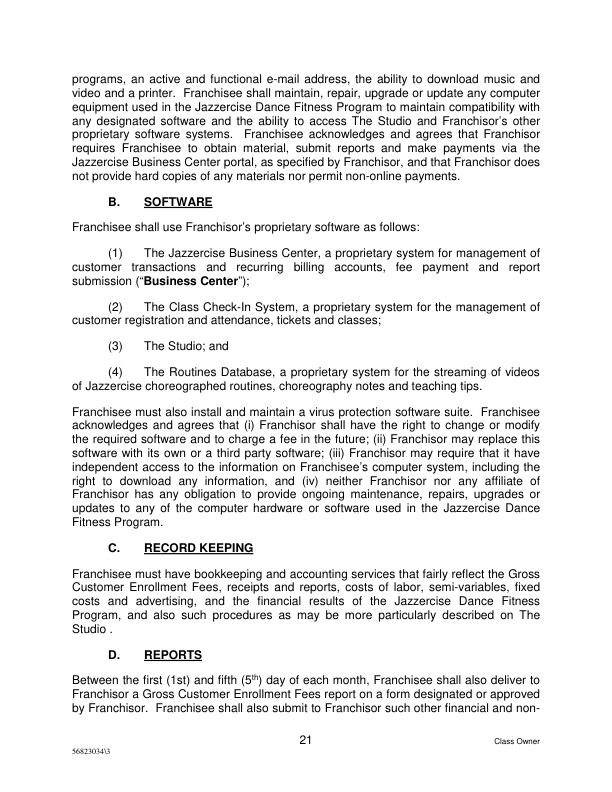 programs, an active and functional e-mail address, the ability to download music and
video and a printer.  Franchisee shall maintain, repair, upgrade or update any computer
equipment used in the Jazzercise Dance Fitness Program to maintain compatibility with
any designated software and the ability to access The Studio and Franchisor's other
proprietary software systems.  Franchisee acknowledges and agrees that Franchisor
requires Franchisee to obtain material, submit reports and make payments via the
Jazzercise Business Center portal, as specified by Franchisor, and that Franchisor does
not provide hard copies of any materials nor permit non-online payments.
B. SOFTWARE
Franchisee shall use Franchisor's proprietary software as follows:
(1) The Jazzercise Business Center, a proprietary system for management of
customer transactions and recurring billing accounts, fee payment and report
submission ("Business Center");
(2) The Class Check-In System, a proprietary system for the management of
customer registration and attendance, tickets and classes;
(3) The Studio; and
(4) The Routines Database, a proprietary system for the streaming of videos
of Jazzercise choreographed routines, choreography notes and teaching tips.
Franchisee must also install and maintain a virus protection software suite.  Franchisee
acknowledges and agrees that (i) Franchisor shall have the right to change or modify
the required software and to charge a fee in the future; (ii) Franchisor may replace this
software with its own or a third party software; (iii) Franchisor may require that it have
independent access to the information on Franchisee's computer system, including the
right to download any information, and (iv) neither Franchisor nor any affiliate of
Franchisor has any obligation to provide ongoing maintenance, repairs, upgrades or
updates to any of the computer hardware or software used in the Jazzercise Dance
Fitness Program.
C. RECORD KEEPING
Franchisee must have bookkeeping and accounting services that fairly reflect the Gross
Customer Enrollment Fees, receipts and reports, costs of labor, semi-variables, fixed
costs and advertising, and the financial results of the Jazzercise Dance Fitness
Program, and also such procedures as may be more particularly described on The
Studio .
D. REPORTS
Between the first (1st) and fifth (5th) day of each month, Franchisee shall also deliver to
Franchisor a Gross Customer Enrollment Fees report on a form designated or approved
by Franchisor.  Franchisee shall also submit to Franchisor such other financial and non-
21
Class Owner
56823034\3